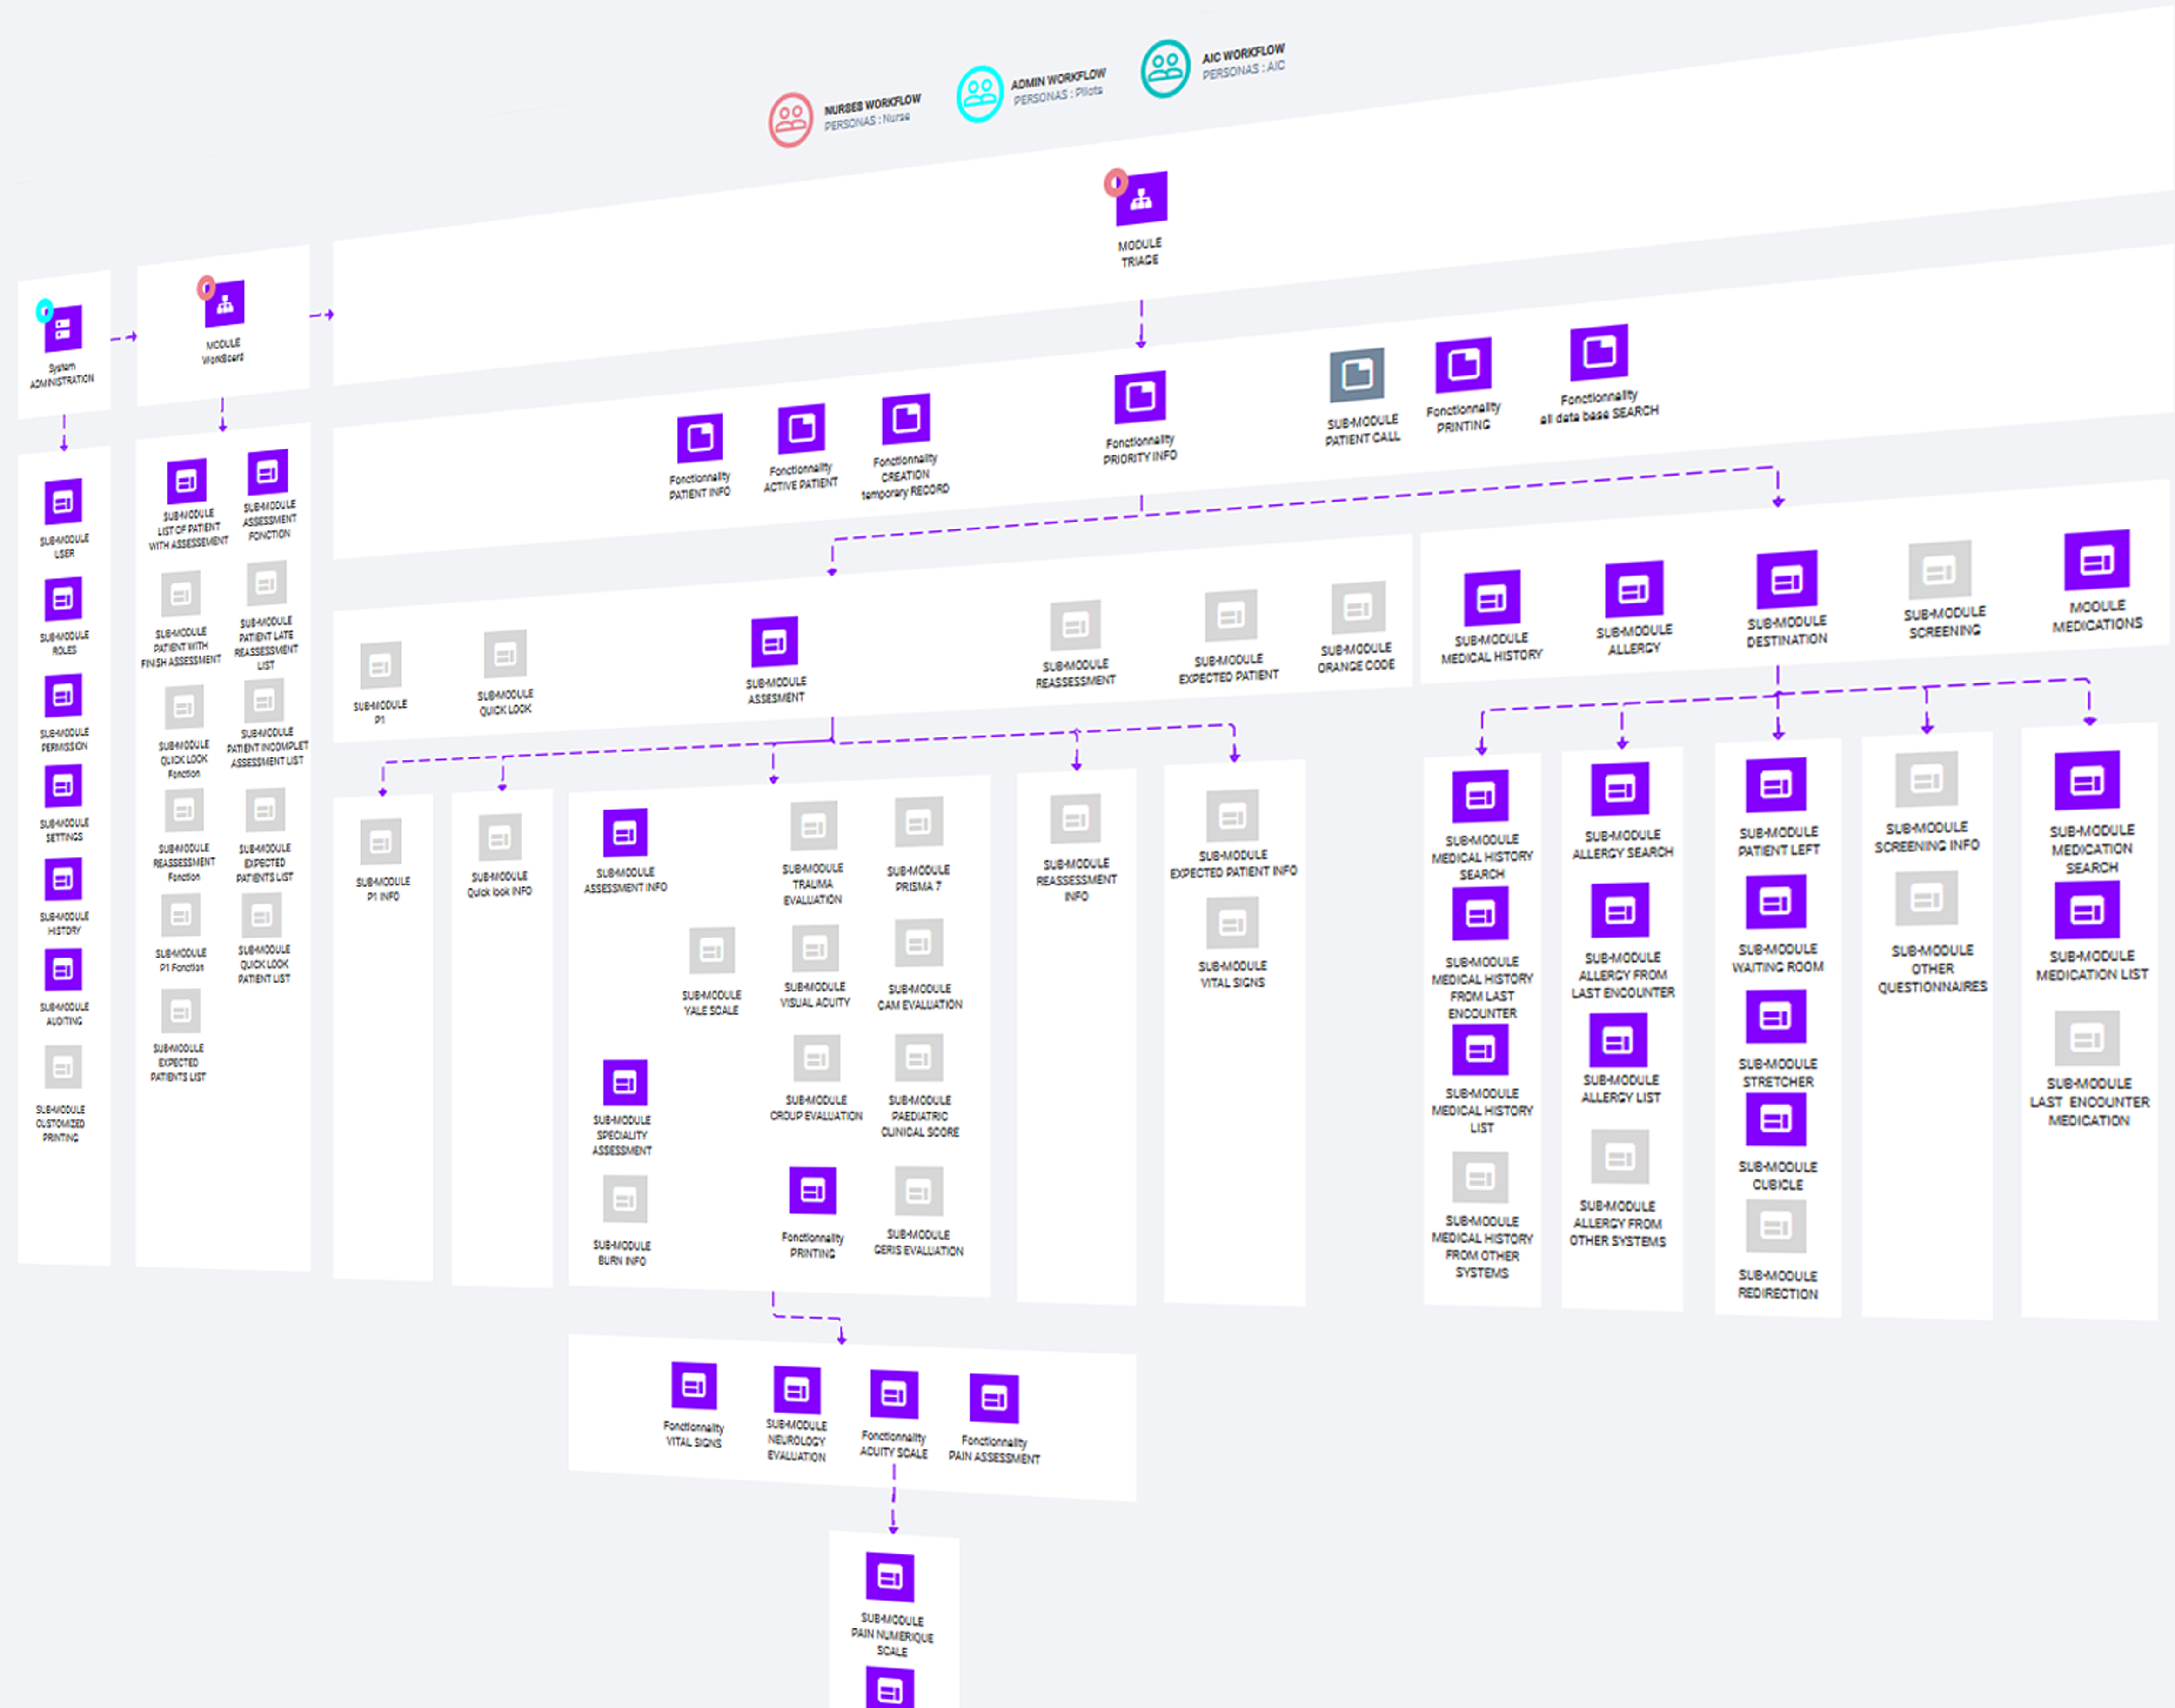 NURSES WORKFLOW
PERSONAS : Nurse
ADMIN WORKFLOW
PERSONAS : Pilots
AIC WORKFLOW
PERSONAS : AIC
MODULE
TRIAGE
System
ADMINISTRATION
MODULE
WorkBoard
Fonctionnality
PATIENT INFO
Fonctionnality
ACTIVE PATIENT
Fonctionnality
CREATION
temporary RECORD
Fonctionnality
PRIORITY INFO
SUB-MODULE
PATIENT CALL
Fonctionnality
PRINTING
Fonctionnality
all data base SEARCH
SUB-MODULE
USER
SUB-MODULE
ROLES
SUB-MODULE
PERMISSION
SUB-MODULE
SETTINGS
SUB-MODULE
HISTORY
SUB-MODULE
AUDITING
SUB-MODULE
CUSTOMIZED
PRINTING
SUB-MODULE
LIST OF PATIENT
WITH ASSESSEMENT
SUB-MODULE
ASSESSMENT
FONCTION
SUB-MODULE
PATIENT WITH
FINISH ASSESSMENT
SUB-MODULE
PATIENT LATE
REASSESSMENT
LIST
SUB-MODULE
QUICK LOOK
Fonction
SUB-MODULE
PATIENT INCOMPLET
ASSESSMENT LIST
SUB-MODULE
REASSESSMENT
Fonction
SUB-MODULE
EXPECTED
PATIENTS LIST
SUB-MODULE
P1 Fonction
SUB-MODULE
QUICK LOOK
PATIENT LIST
SUB-MODULE
EXPECTED
PATIENTS LIST
SUB-MODULE
P1
SUB-MODULE
QUICK LOOK
SUB-MODULE
ASSESMENT
SUB-MODULE
REASSESSMENT
SUB-MODULE
EXPECTED PATIENT
SUB-MODULE
ORANGE CODE
SUB-MODULE
MEDICAL HISTORY
SUB-MODULE
ALLERGY
SUB-MODULE
DESTINATION
SUB-MODULE
SCREENING
MODULE
MEDICATIONS
SUB-MODULE
P1 INFO
SUB-MODULE
Quick look INFO
SUB-MODULE
ASSESSMENT INFO
SUB-MODULE
TRAUMA
EVALUATION
SUB-MODULE
PRISMA 7
SUB-MODULE
YALE SCALE
SUB-MODULE
VISUAL ACUITY
SUB-MODULE
CAM EVALUATION
SUB-MODULE
SPECIALITY
ASSESSMENT
SUB-MODULE
CROUP EVALUATION
SUB-MODULE
PAEDIATRIC
CLINICAL SCORE
SUB-MODULE
BURN INFO
Fonctionnality
PRINTING
SUB-MODULE
GERIS EVALUATION
SUB-MODULE
REASSESSMENT
INFO
SUB-MODULE
EXPECTED PATIENT INFO
SUB-MODULE
VITAL SIGNS
SUB-MODULE
MEDICAL HISTORY
SEARCH
SUB-MODULE
MEDICAL HISTORY
FROM LAST
ENCOUNTER
SUB-MODULE
MEDICAL HISTORY
LIST
SUB-MODULE
MEDICAL HISTORY
FROM OTHER
SYSTEMS
SUB-MODULE
ALLERGY SEARCH
SUB-MODULE
ALLERGY FROM
LAST ENCOUNTER
SUB-MODULE
ALLERGY LIST
SUB-MODULE
ALLERGY FROM
OTHER SYSTEMS
SUB-MODULE
PATIENT LEFT
SUB-MODULE
WAITING ROOM
SUB-MODULE
STRETCHER
SUB-MODULE
CUBICLE
SUB-MODULE
REDIRECTION
SUB-MODULE
SCREENING INFO
SUB-MODULE
OTHER
QUESTIONNAIRES
SUB-MODULE
MEDICATION
SEARCH
SUB-MODULE
MEDICATION LIST
SUB-MODULE
LAST ENCOUNTER
MEDICATION
Fonctionnality
VITAL SIGNS
SUB-MODULE
NEUROLOGY
EVALUATION
Fonctionnality
ACUITY SCALE
Fonctionnality
PAIN ASSESSMENT
SUB-MODULE
PAIN NUMERIQUE
SCALE